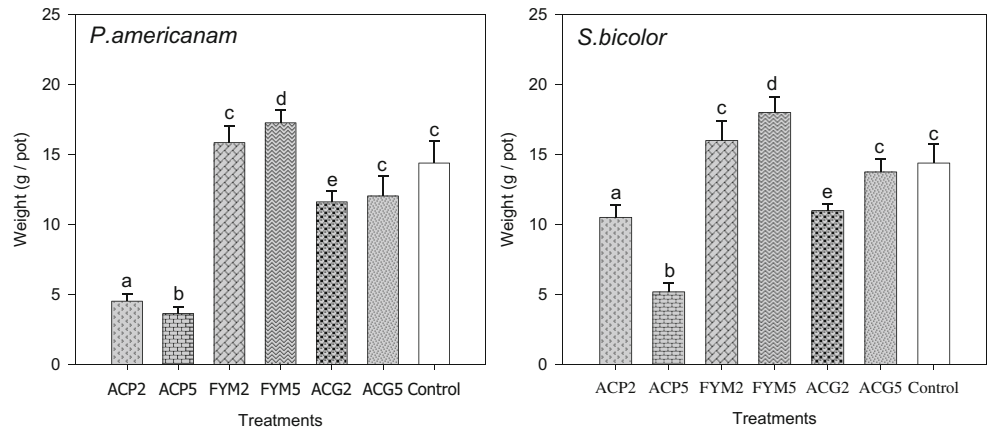 P.americanam
Weight (g / pot)
25
20
15
10
5
0
a
b
c
d
e
c
c
ACP2 ACP5 FYM2 FYM5 ACG2 ACG5 Control
Treatments
S.bicolor
Weight (g / pot)
25
20
15
10
5
0
a
b
c
d
e
c
c
ACP2 ACP5 FYM2 FYM5 ACG2 ACG5 Control
Treatments